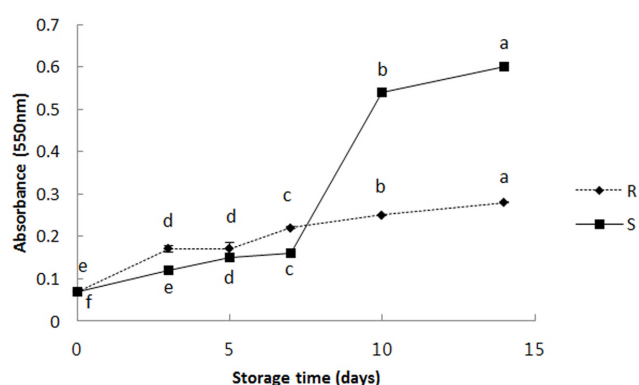 0.7
0.6
0.5
0.4
0.3
0.2
0.1
0
Absorbance (550nm)
a
b
a
b
c
d
d
e
f
e
d
c
R
S
0
5
10
15
Storage time (days)